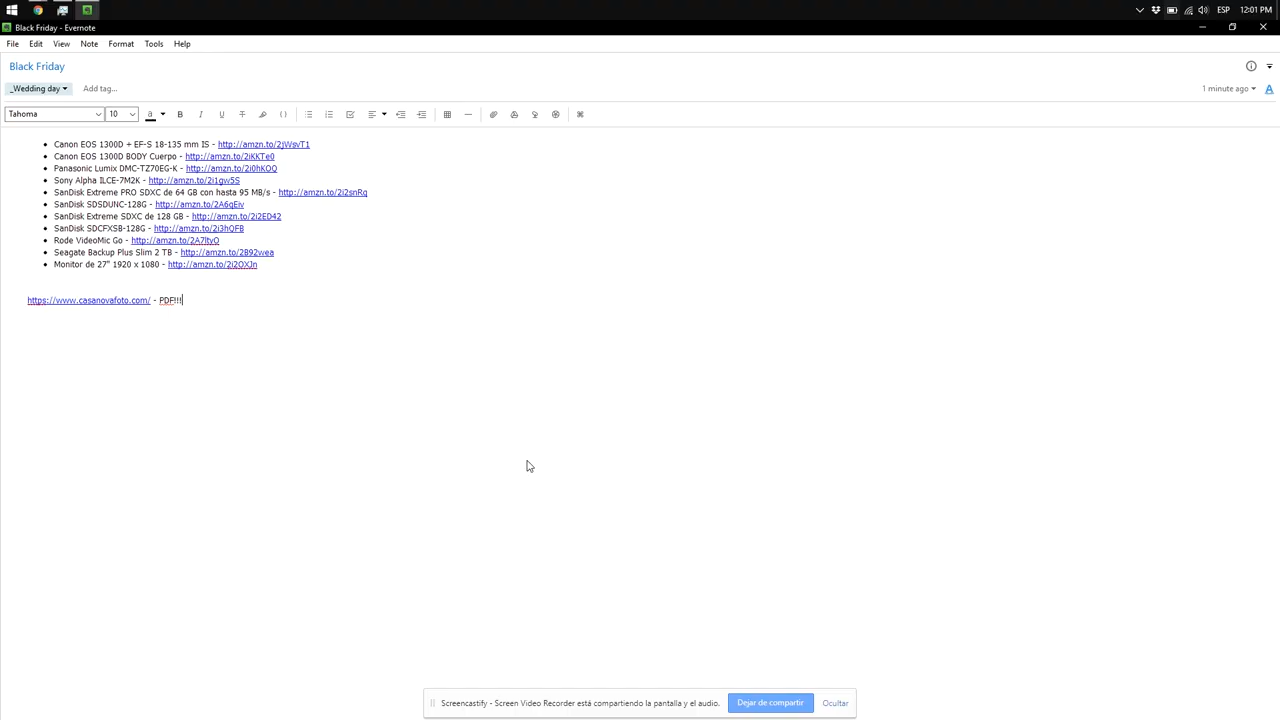 ESP 12:01 PM
Black Friday - Evernote
File Edit View Note Format Tools Help
Black Friday
_Wedding day Add tag... 1 minute ago
Tahoma 10 a B I U T
Canon EOS 1300D + EF-S 18-135 mm IS - http://amzn.to/2jWsvT1
Canon EOS 1300D BODY Cuerpo - http://amzn.to/2iKKTe0
Panasonic Lumix DMC-TZ70EG-K - http://amzn.to/2i0hKOQ
Sony Alpha ILCE-7M2K - http://amzn.to/2i1gw5S
SanDisk Extreme PRO SDXC de 64 GB con hasta 95 MB/s - http://amzn.to/2i2snRq
SanDisk SDSDUNC-128G - http://amzn.to/2A6qEiv
SanDisk Extreme SDXC de 128 GB - http://amzn.to/2i2ED42
SanDisk SDCFXSB-128G - http://amzn.to/2i3hQFB
Rode VideoMic Go - http://amzn.to/2A7ltvO
Seagate Backup Plus Slim 2 TB - http://amzn.to/2B92wea
Monitor de 27" 1920 x 1080 - http://amzn.to/2i2OXJn
https://www.casanovafoto.com/ - PDF!!!
Screencastify - Screen Video Recorder está compartiendo la pantalla y el audio. Dejar de compartir Ocultar